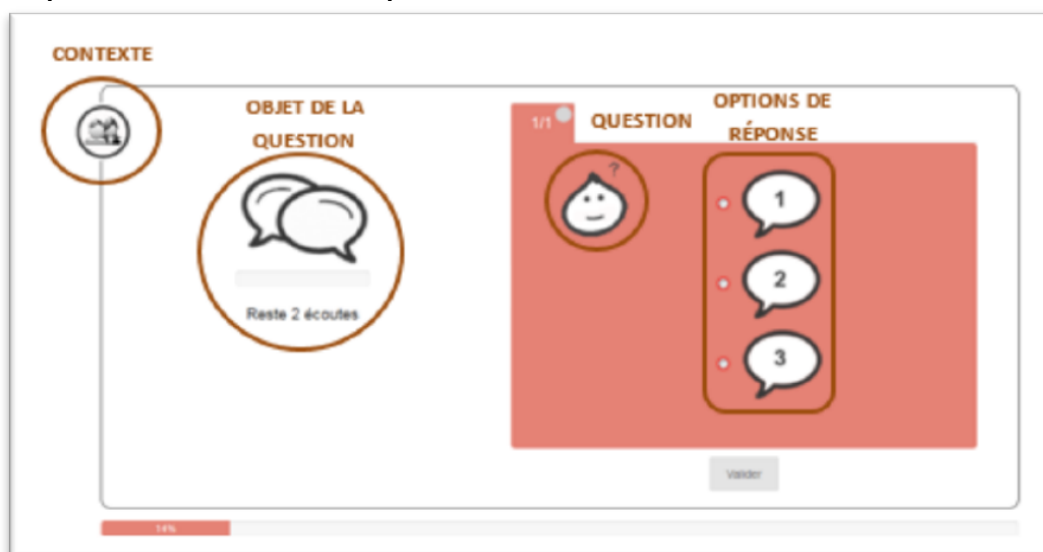 CONTEXTE
OBJET DE LA
QUESTION
Reste 2 écoutes
1/1
QUESTION
?
OPTIONS DE
RÉPONSE
1
2
3
Valider
14%